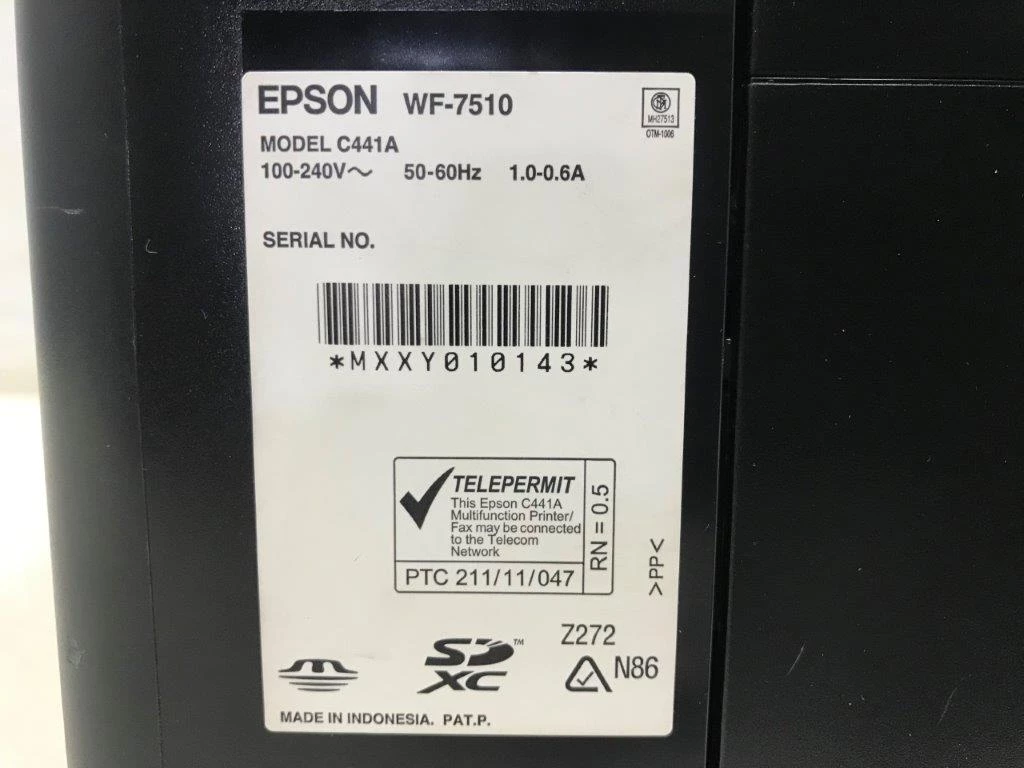 EPSON WF-7510
MH27513
OTM-1006
MODEL C441A
100-240V～ 50-60Hz 1.0-0.6A
SERIAL NO.
*MXXY010143*
TELEPERMIT
This Epson C441A
Multifunction Printer/
Fax may be connected
to the Telecom
Network
PTC 211/11/047
RN = 0.5
>PP<
SD™
XC
Z272
N86
MADE IN INDONESIA. PAT.P.